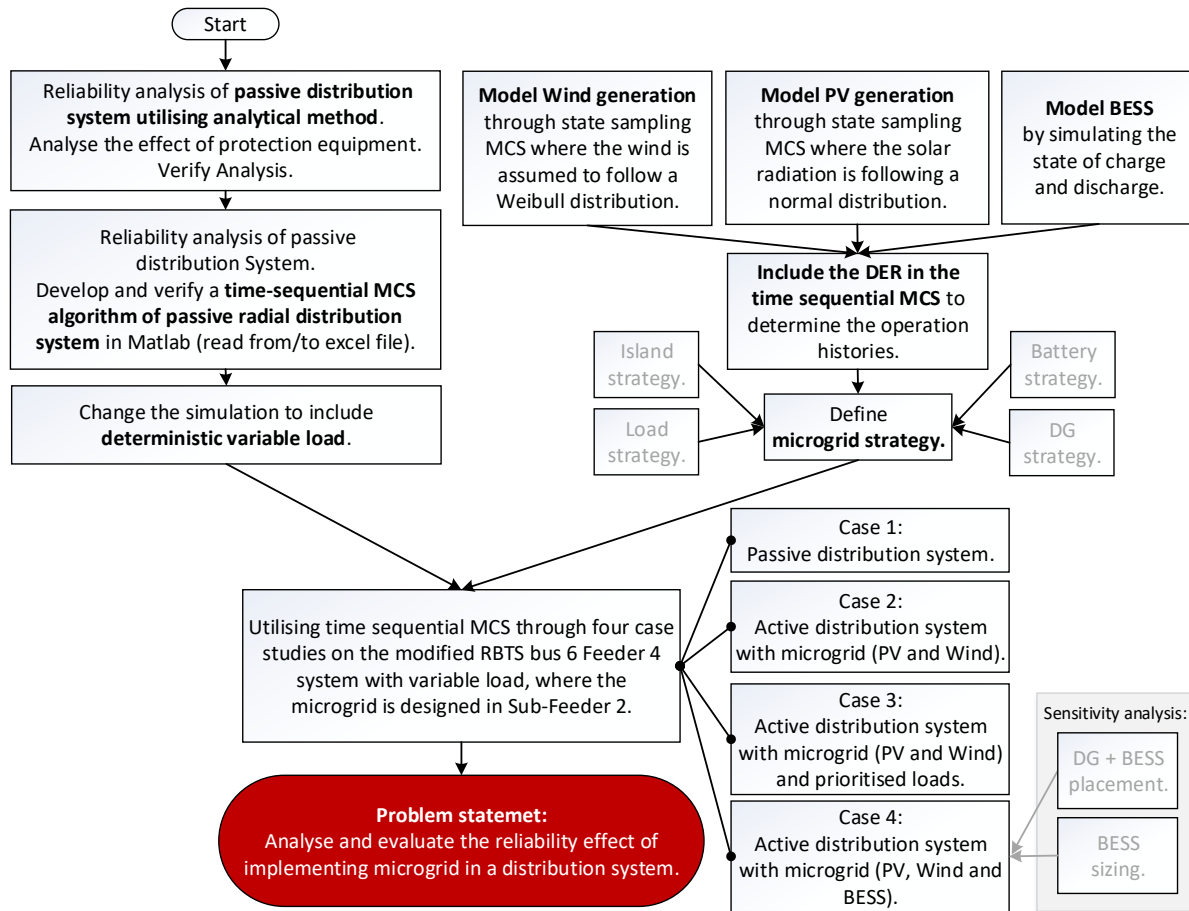 Start
Reliability analysis of passive distribution
system utilising analytical method.
Analyse the effect of protection equipment.
Verify Analysis.
Reliability analysis of passive
distribution System.
Develop and verify a time-sequential MCS
algorithm of passive radial distribution
system in Matlab (read from/to excel file).
Change the simulation to include
deterministic variable load.
Model Wind generation
through state sampling
MCS where the wind is
assumed to follow a
Weibull distribution.
Model PV generation
through state sampling
MCS where the solar
radiation is following a
normal distribution.
Model BESS
by simulating the
state of charge
and discharge.
Include the DER in the
time sequential MCS to
determine the operation
histories.
Island
strategy.
Load
strategy.
Battery
strategy.
DG
strategy.
Define
microgrid strategy.
Utilising time sequential MCS through four case
studies on the modified RBTS bus 6 Feeder 4
system with variable load, where the
microgrid is designed in Sub-Feeder 2.
Problem statemet:
Analyse and evaluate the reliability effect of
implementing microgrid in a distribution system.
Case 1:
Passive distribution system.
Case 2:
Active distribution system
with microgrid (PV and Wind).
Case 3:
Active distribution system
with microgrid (PV and Wind)
and prioritised loads.
Case 4:
Active distribution system
with microgrid (PV, Wind and
BESS).
Sensitivity analysis:
DG + BESS
placement.
BESS
sizing.